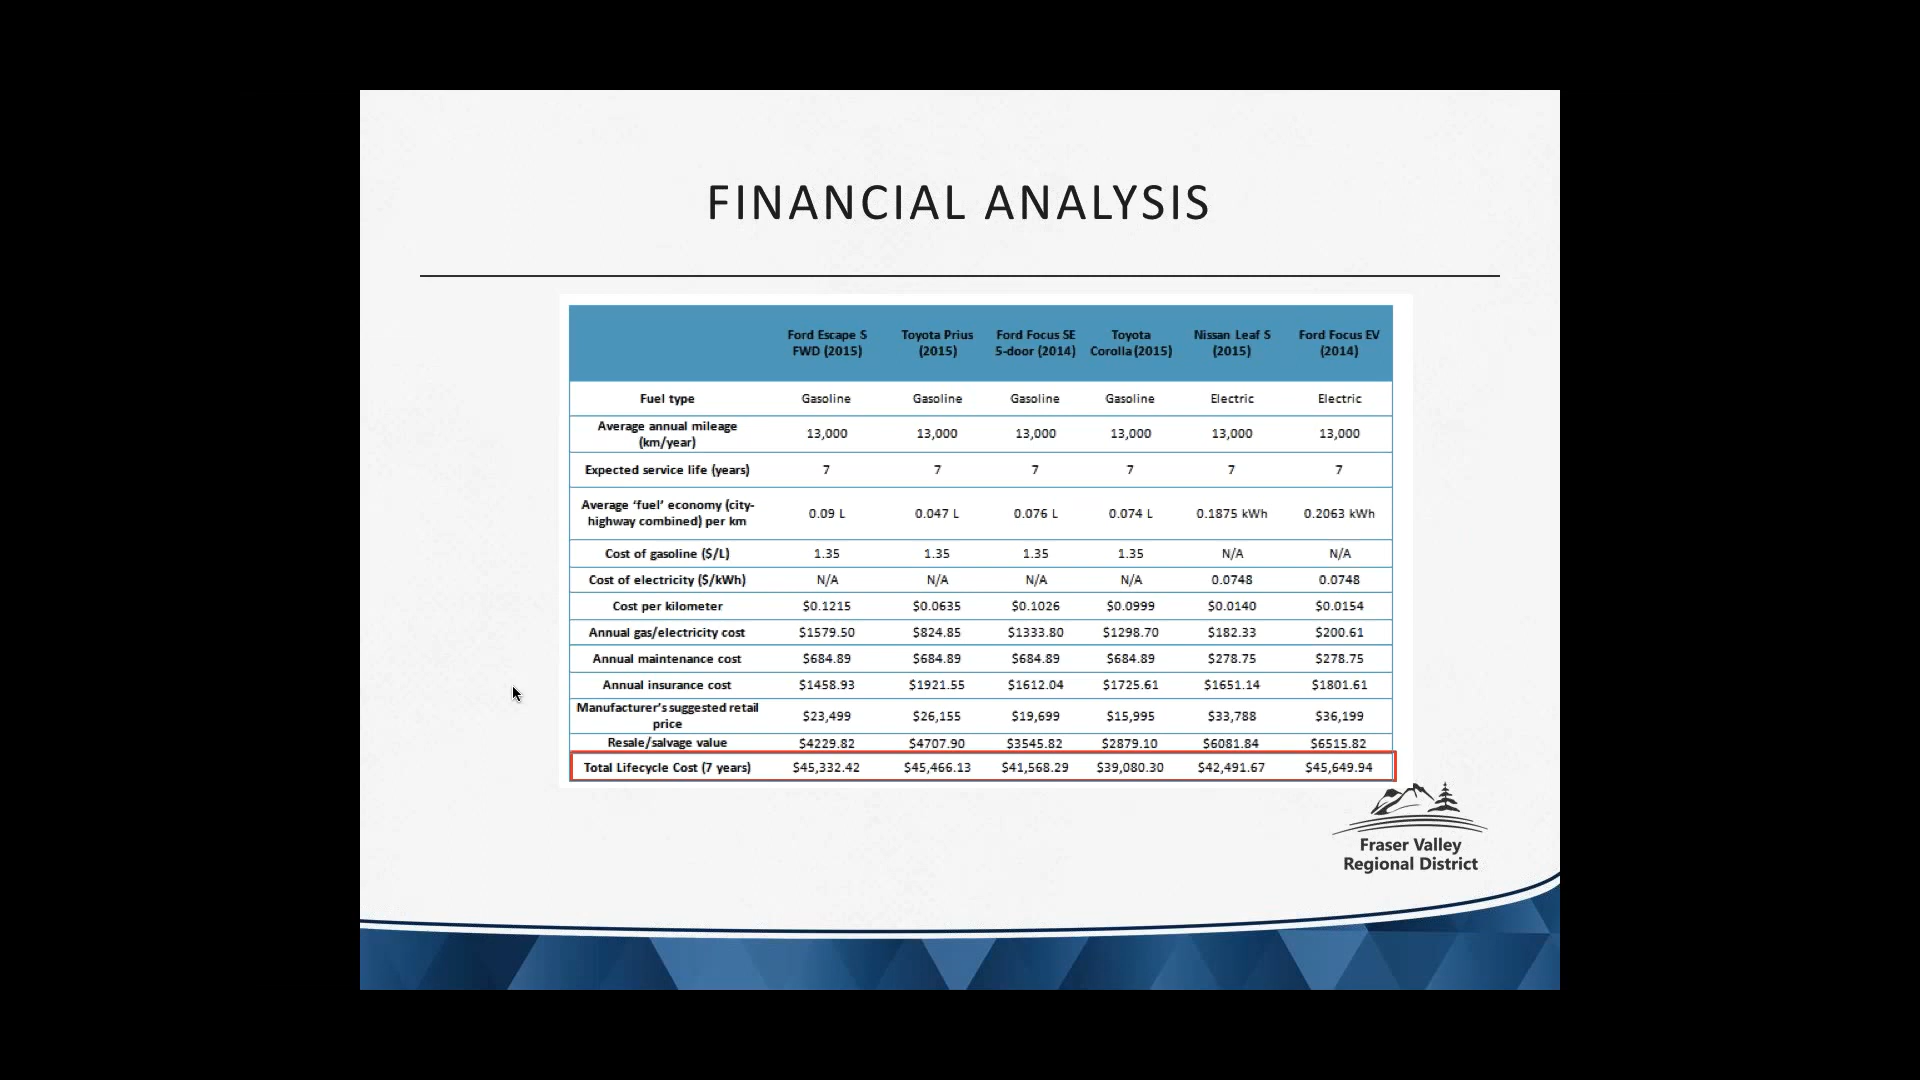 FINANCIAL ANALYSIS
Ford Escape S FWD (2015) Toyota Prius (2015) Ford Focus SE 5-door (2014) Toyota Corolla (2015) Nissan Leaf S (2015) Ford Focus EV (2014)
Fuel type Gasoline Gasoline Gasoline Gasoline Electric Electric
Average annual mileage (km/year) 13,000 13,000 13,000 13,000 13,000 13,000
Expected service life (years) 7 7 7 7 7 7
Average ‘fuel’ economy (city-highway combined) per km 0.09 L 0.047 L 0.076 L 0.074 L 0.1875 kWh 0.2063 kWh
Cost of gasoline ($/L) 1.35 1.35 1.35 1.35 N/A N/A
Cost of electricity ($/kWh) N/A N/A N/A N/A 0.0748 0.0748
Cost per kilometer $0.1215 $0.0635 $0.1026 $0.0999 $0.0140 $0.0154
Annual gas/electricity cost $1579.50 $824.85 $1333.80 $1298.70 $182.33 $200.61
Annual maintenance cost $684.89 $684.89 $684.89 $684.89 $278.75 $278.75
Annual insurance cost $1458.93 $1921.55 $1612.04 $1725.61 $1651.14 $1801.61
Manufacturer’s suggested retail price $23,499 $26,155 $19,699 $15,995 $33,788 $36,199
Resale/salvage value $4229.82 $4707.90 $3545.82 $2879.10 $6081.84 $6515.82
Total Lifecycle Cost (7 years) $45,332.42 $45,466.13 $41,568.29 $39,080.30 $42,491.67 $45,649.94
Fraser Valley
Regional District